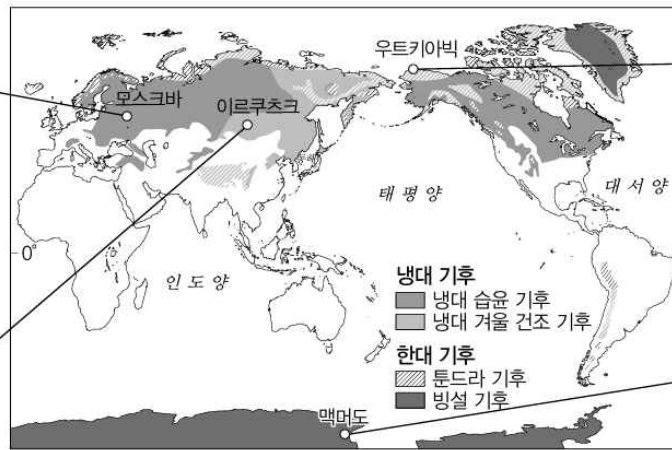 우트키아빅
모스크바
이르쿠츠크
태평양
대서양
0°
인도양
냉대 기후
냉대 습윤 기후
냉대 겨울 건조 기후
한대 기후
툰드라 기후
빙설 기후
맥머도